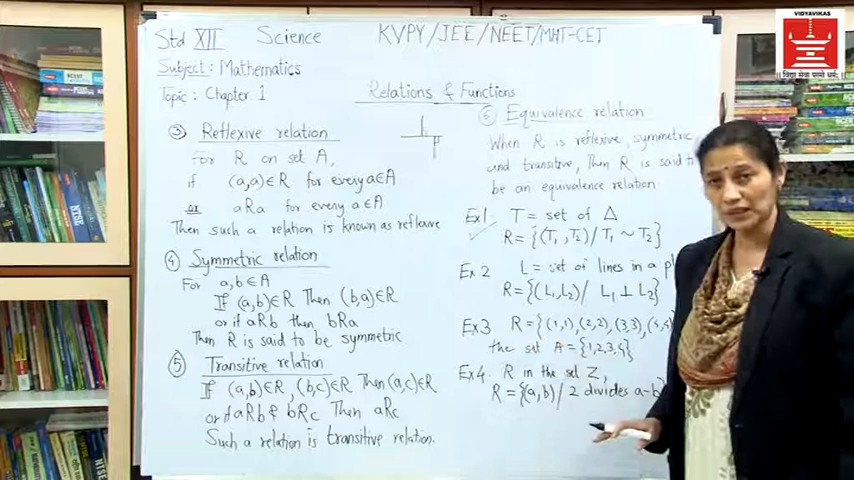 Std XII Science KVPY/JEE/NEET/MHT-CET
Subject: Mathematics
Topic: Chapter 1 Relations & Functions
③ Reflexive relation
For R on set A,
if (a,a)∈R for every a∈A
or aRa for every a∈A
Then such a relation is known as reflexive
④ Symmetric relation
For a,b∈A
If (a,b)∈R Then (b,a)∈R
or if aRb then bRa
Then R is said to be symmetric
⑤ Transitive relation
If (a,b)∈R, (b,c)∈R Then (a,c)∈R
or if aRb & bRc Then aRc
Such a relation is transitive relation.
⑥ Equivalence relation
When R is reflexive, symmetric
and transitive, Then R is said to
be an equivalence relation
Ex1. T = set of Δ
R = {(T₁,T₂)/ T₁ ~ T₂}
Ex 2 L = set of lines in a
R = {(L₁,L₂)/ L₁ ⊥ L₂}
Ex3 R = {(1,1),(2,2),(3,3),(4,4)
the set A = {1,2,3,4}
Ex4. R in the set Z,
R = {(a,b)/ 2 divides a-b
VIDYAVIKAS
विद्या सेवा परमो धर्मः
NCERT